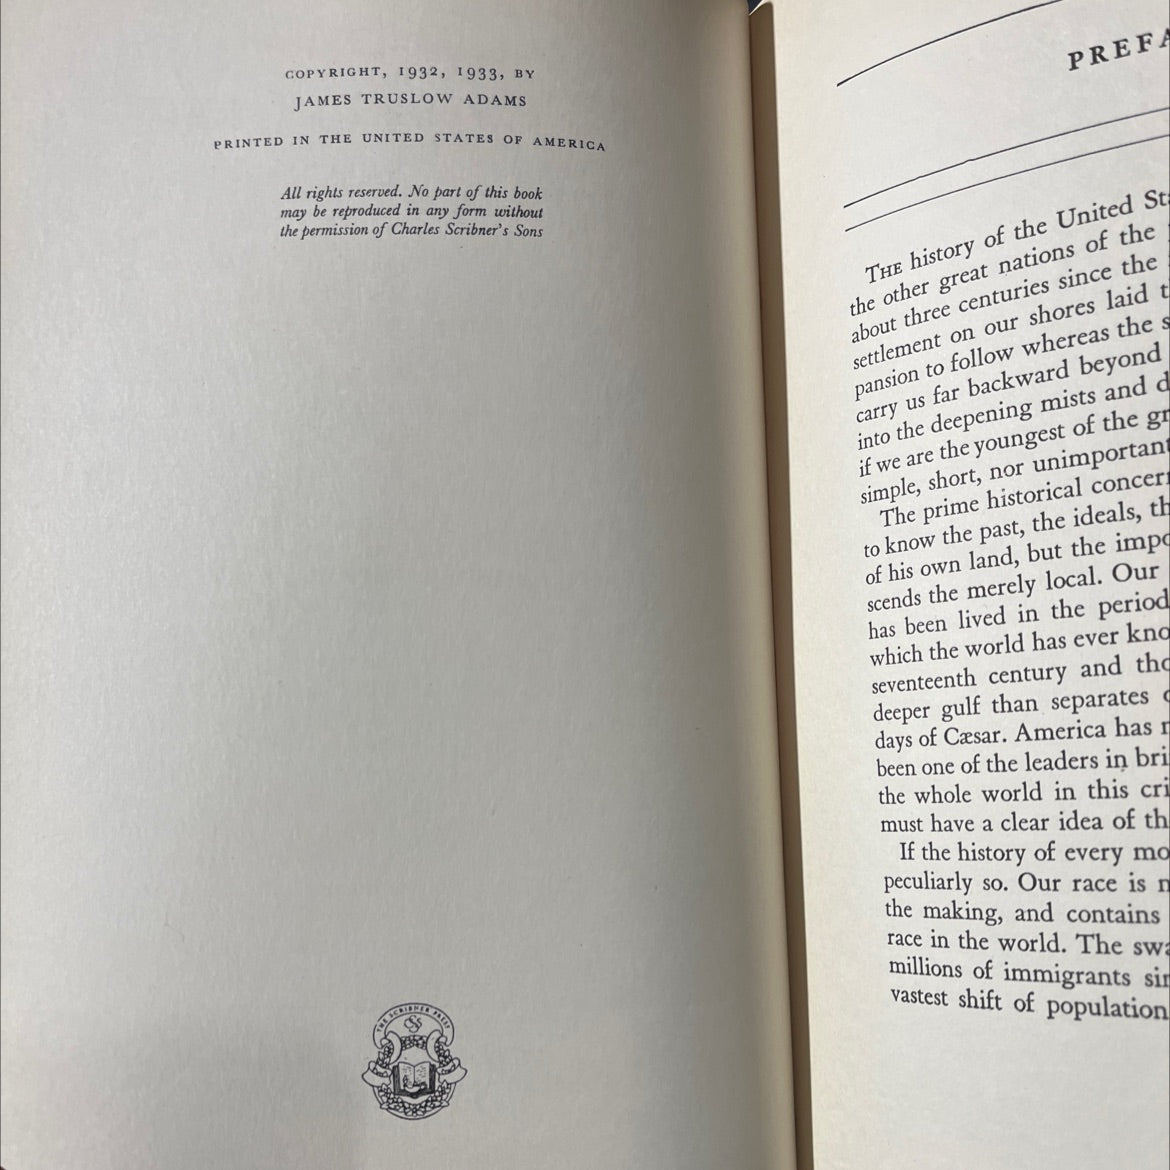 COPYRIGHT, 1932, 1933, BY
JAMES TRUSLOW ADAMS
PRINTED IN THE UNITED STATES OF AMERICA
All rights reserved. No part of this book
may be reproduced in any form without
the permission of Charles Scribner's Sons
THE SCRIBNER PRESS
PREFA
THE history of the United Sta
the other great nations of the
about three centuries since the
settlement on our shores laid t
pansion to follow whereas the s
carry us far backward beyond
into the deepening mists and d
if we are the youngest of the gr
simple, short, nor unimportant
The prime historical concer
to know the past, the ideals, th
of his own land, but the impo
scends the merely local. Our
has been lived in the period
which the world has ever kno
seventeenth century and tho
deeper gulf than separates
days of Cæsar. America has
been one of the leaders in bri
the whole world in this cri
must have a clear idea of th
If the history of every mo
peculiarly so. Our race is
the making, and contains
race in the world. The swa
millions of immigrants sin
vastest shift of population